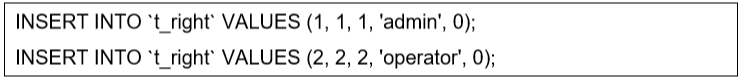 INSERT INTO `t_right` VALUES (1, 1, 1, 'admin', 0);
INSERT INTO `t_right` VALUES (2, 2, 2, 'operator', 0);